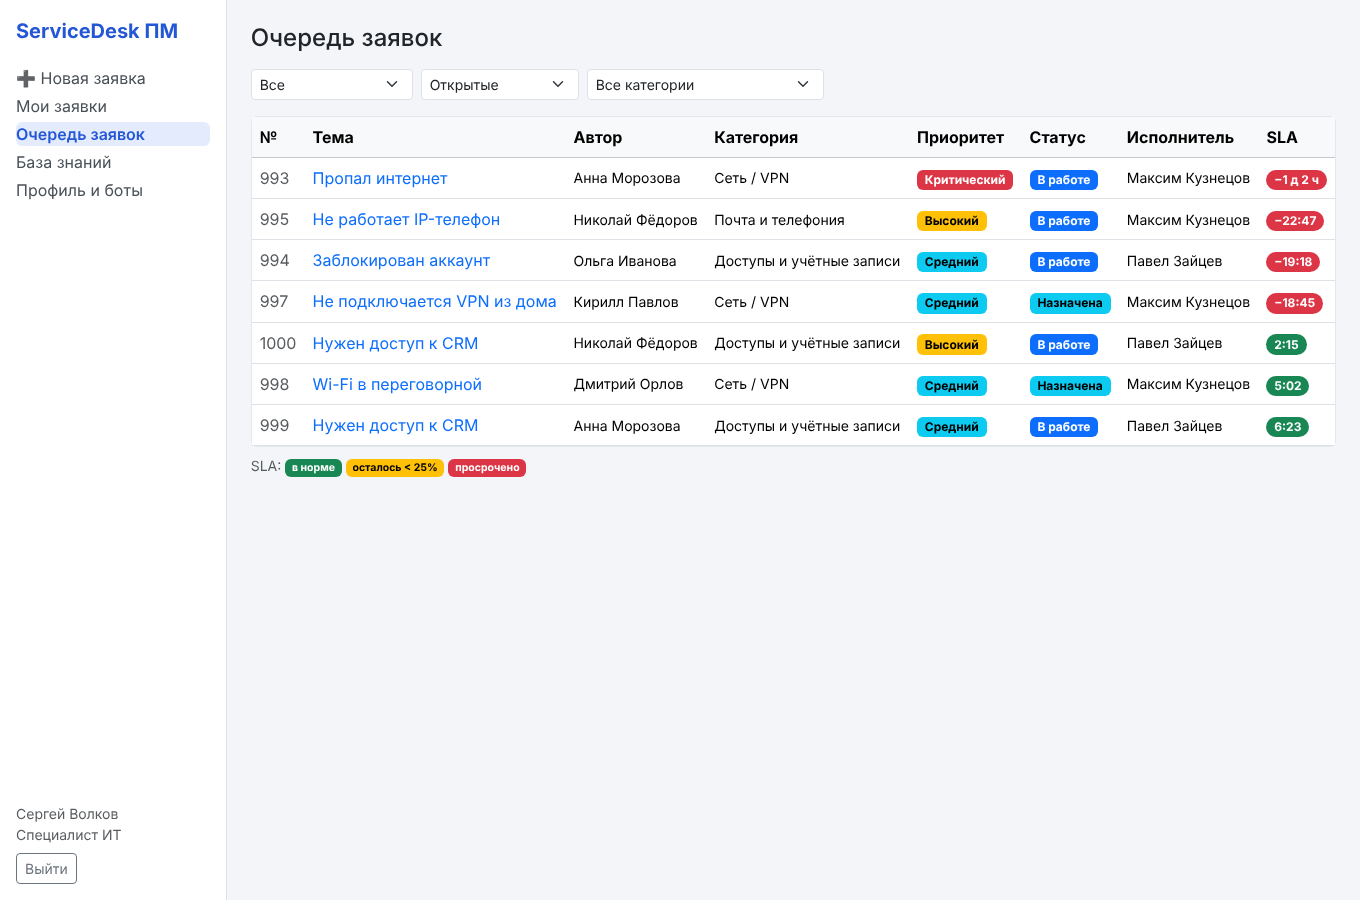 ServiceDesk ПМ
➕ Новая заявка
Мои заявки
Очередь заявок
База знаний
Профиль и боты
Сергей Волков
Специалист ИТ
Выйти
Очередь заявок
Все Открытые Все категории
№ Тема Автор Категория Приоритет Статус Исполнитель SLA
993 Пропал интернет Анна Морозова Сеть / VPN Критический В работе Максим Кузнецов −1 д 2 ч
995 Не работает IP-телефон Николай Фёдоров Почта и телефония Высокий В работе Максим Кузнецов −22:47
994 Заблокирован аккаунт Ольга Иванова Доступы и учётные записи Средний В работе Павел Зайцев −19:18
997 Не подключается VPN из дома Кирилл Павлов Сеть / VPN Средний Назначена Максим Кузнецов −18:45
1000 Нужен доступ к CRM Николай Фёдоров Доступы и учётные записи Высокий В работе Павел Зайцев 2:15
998 Wi-Fi в переговорной Дмитрий Орлов Сеть / VPN Средний Назначена Максим Кузнецов 5:02
999 Нужен доступ к CRM Анна Морозова Доступы и учётные записи Средний В работе Павел Зайцев 6:23
SLA: в норме осталось < 25% просрочено